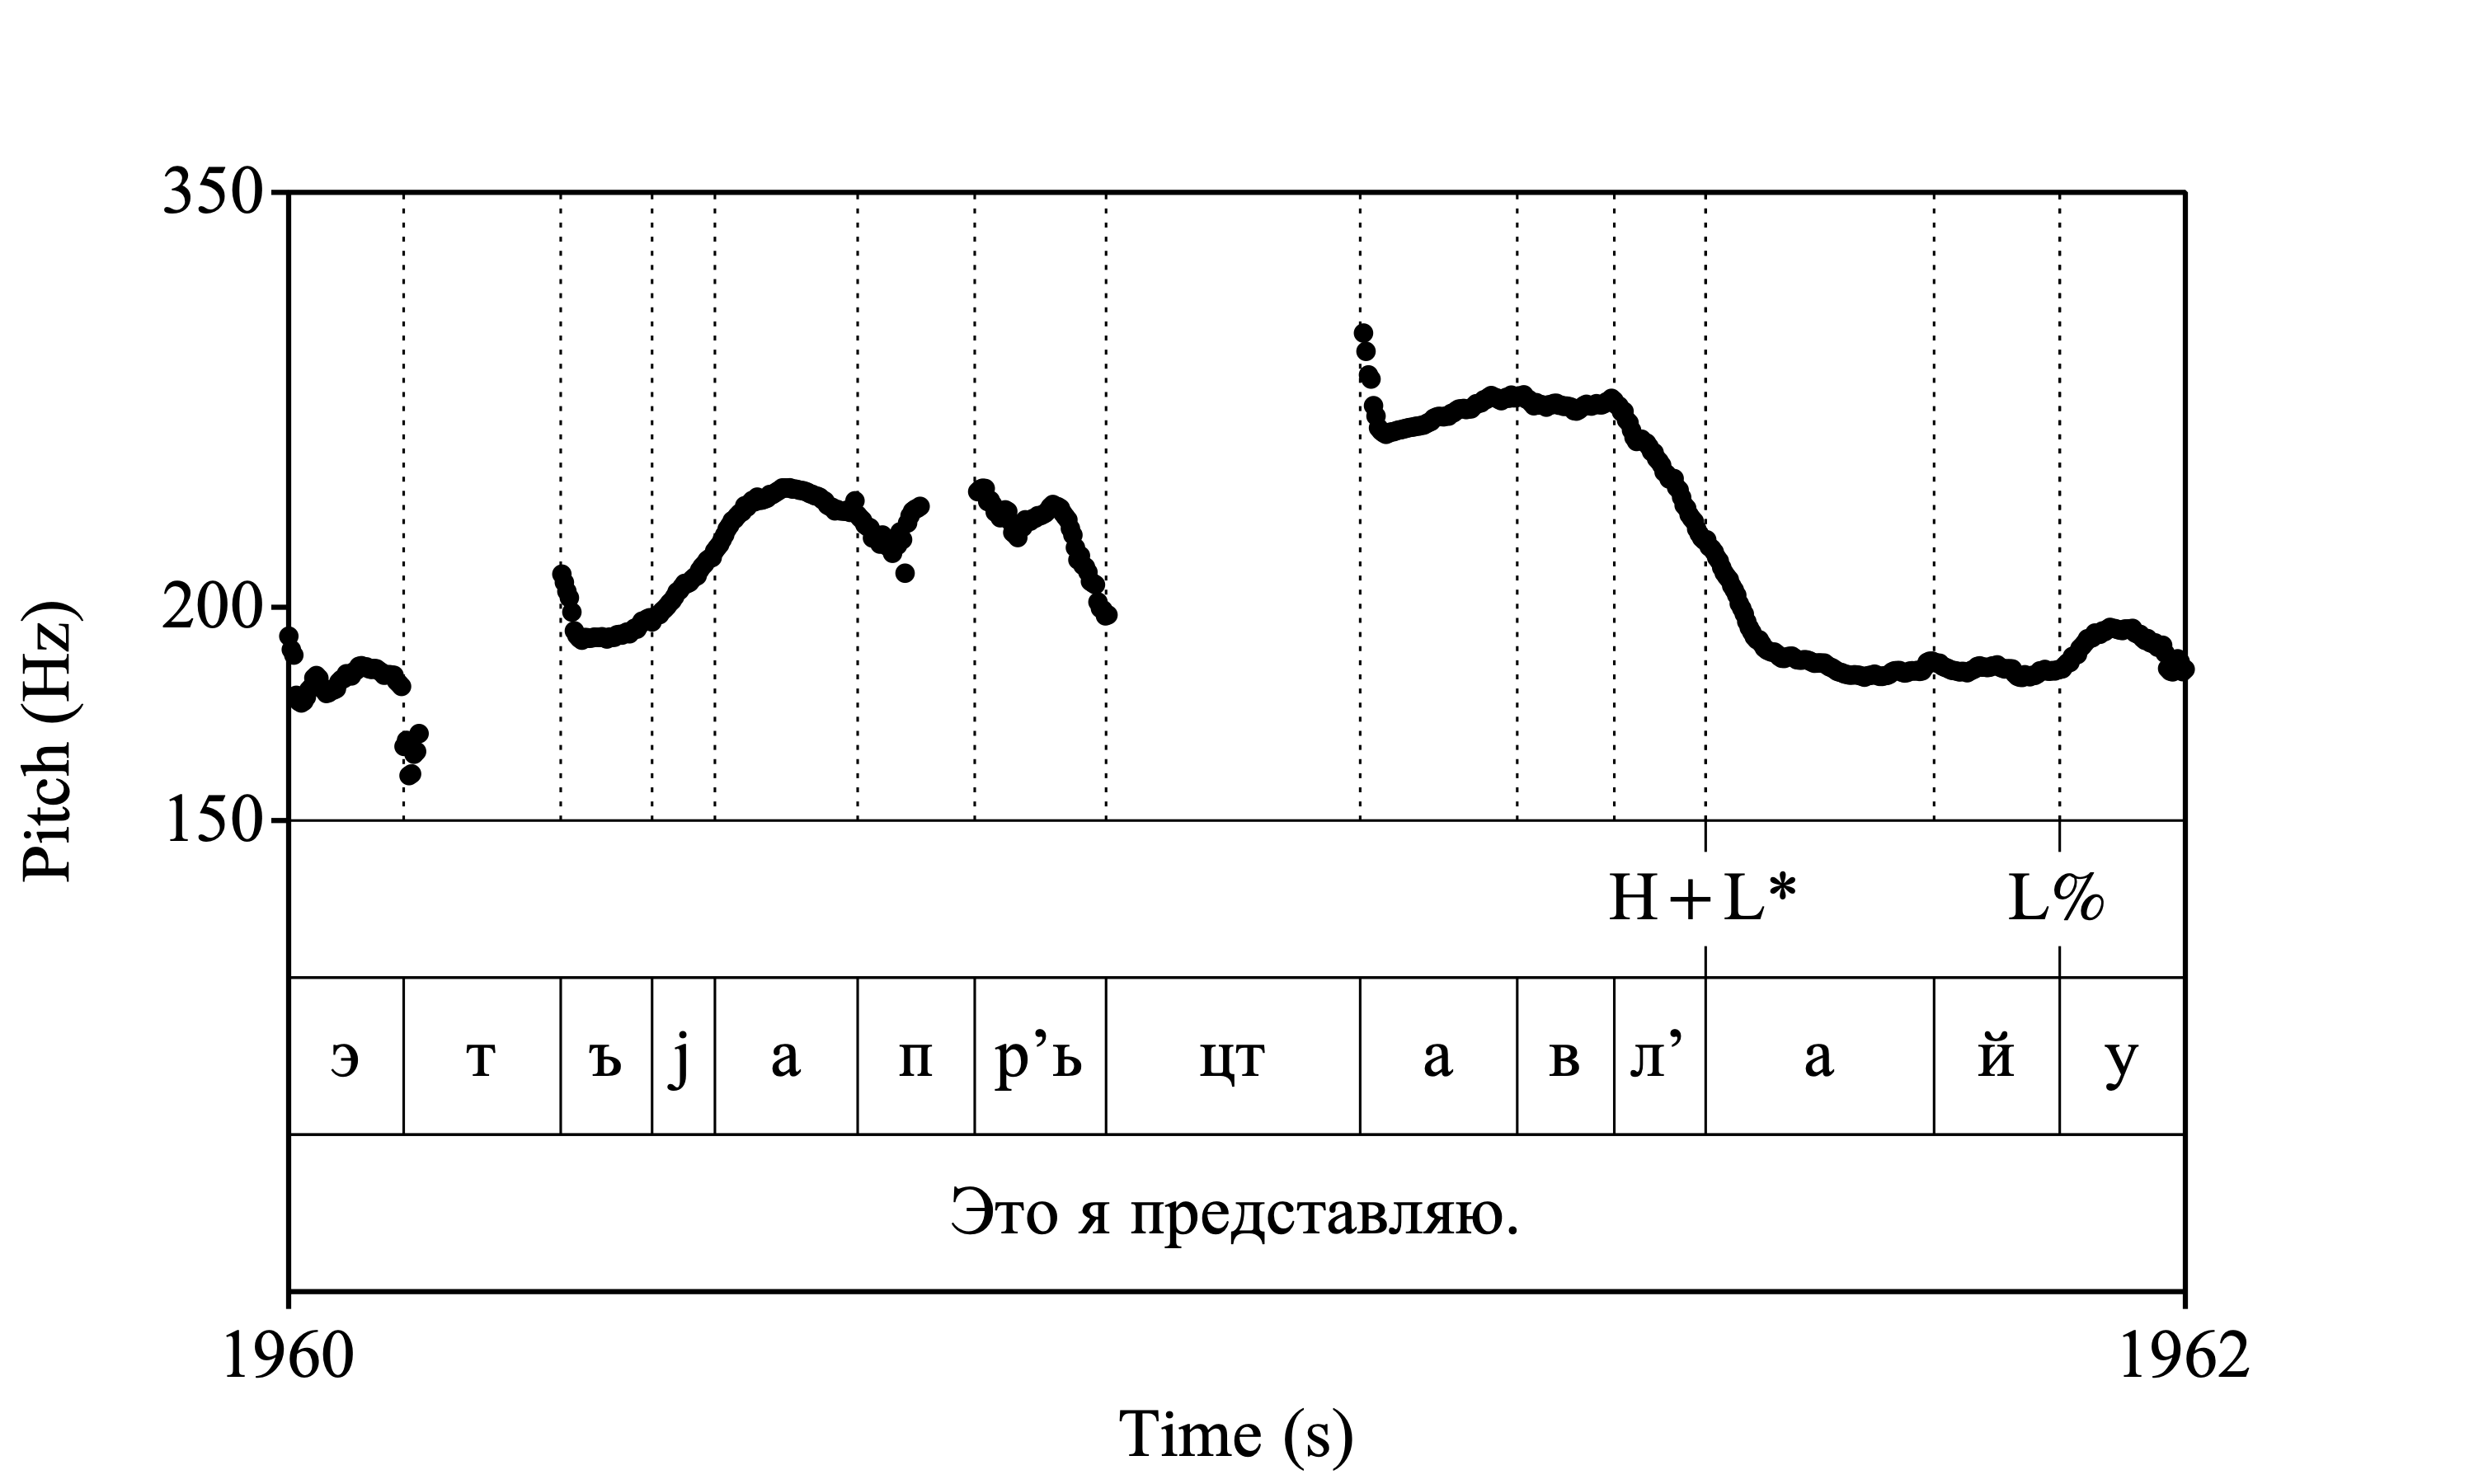 350
200
150
Pitch (Hz)
H+L* L%
э т ъ j а п р’ь цт а в л’ а й у
Это я представляю.
1960 1962
Time (s)